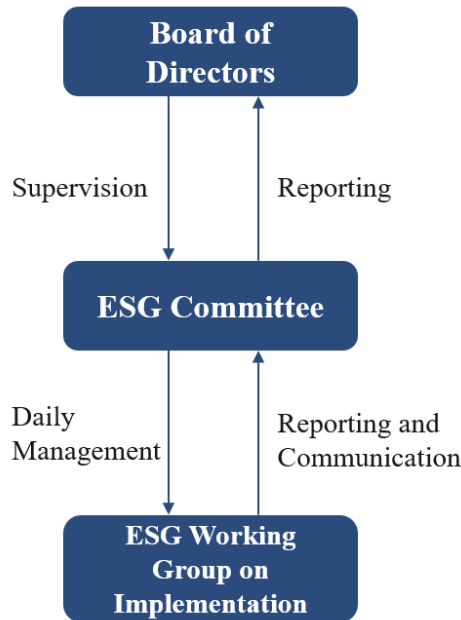 Board of
Directors
Supervision
Reporting
ESG Committee
Daily
Management
Reporting and
Communication
ESG Working
Group on
Implementation